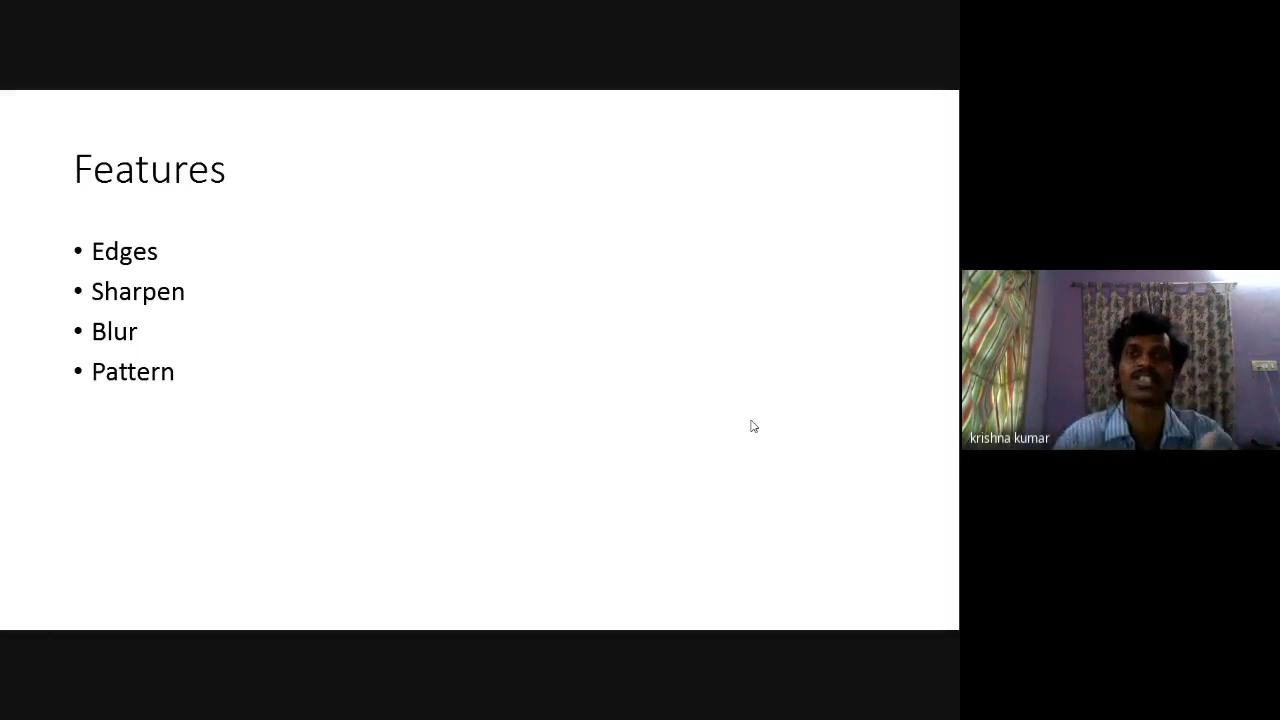 Features
• Edges
• Sharpen
• Blur
• Pattern
krishna kumar